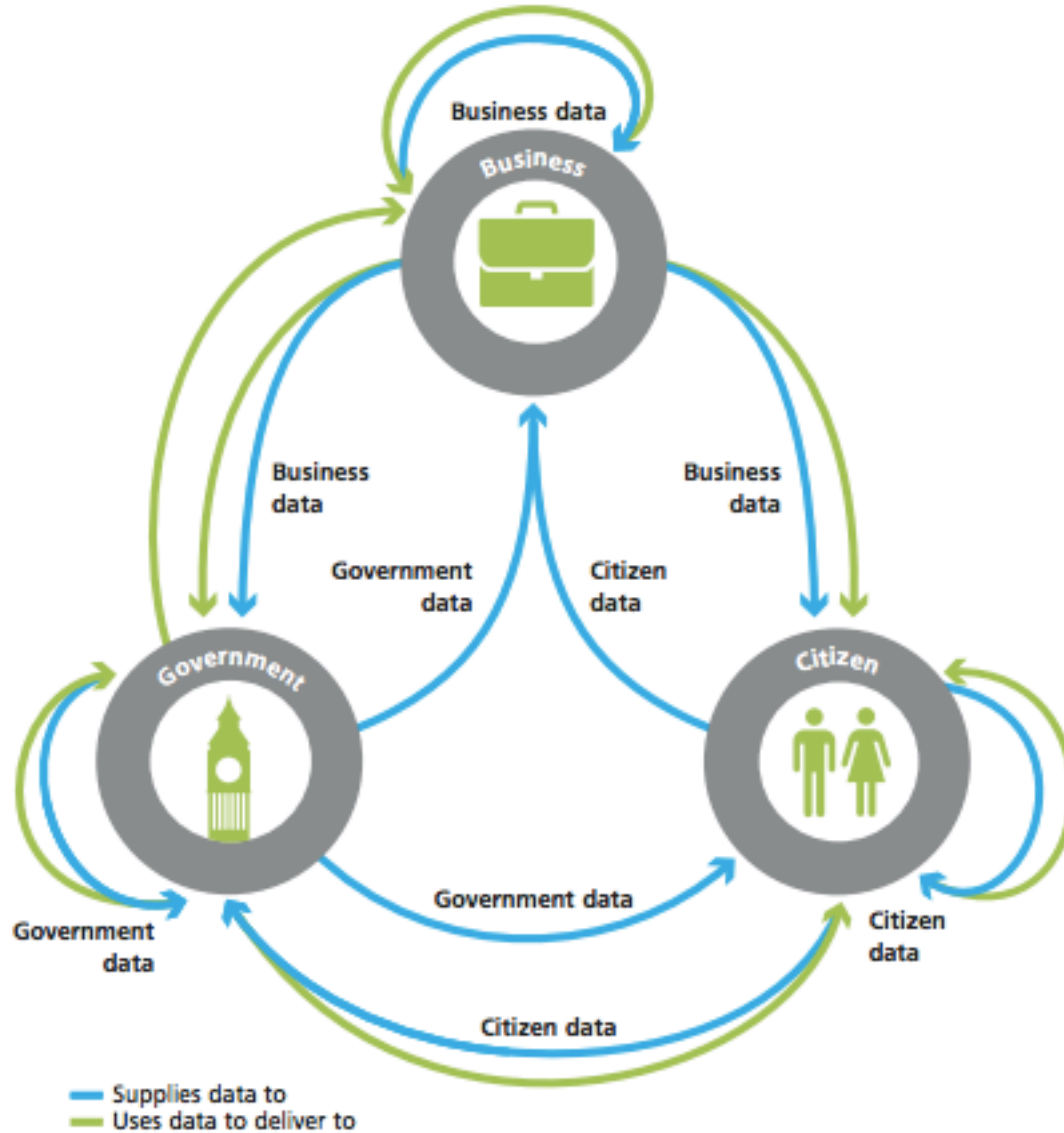 Business data
Business
Business
data
Business
data
Government
data
Citizen
data
Government
Citizen
Government data
Government
data
Citizen
data
Citizen data
Supplies data to
Uses data to deliver to